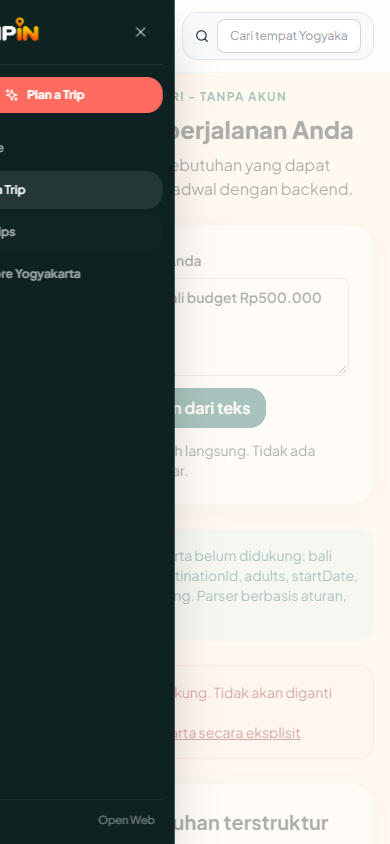 PIN
Cari tempat Yogyaka
Plan a Trip
RI – TANPA AKUN
perjalanan Anda
ebutuhan yang dapat
adwal dengan backend.
Trip
ips
ore Yogyakarta
Anda
ali budget Rp500.000
n dari teks
h langsung. Tidak ada
ar.
rta belum didukung: bali
tinationId, adults, startDate,
ng. Parser berbasis aturan,
kung. Tidak akan diganti
arta secara eksplisit
Open Web
uhan terstruktur